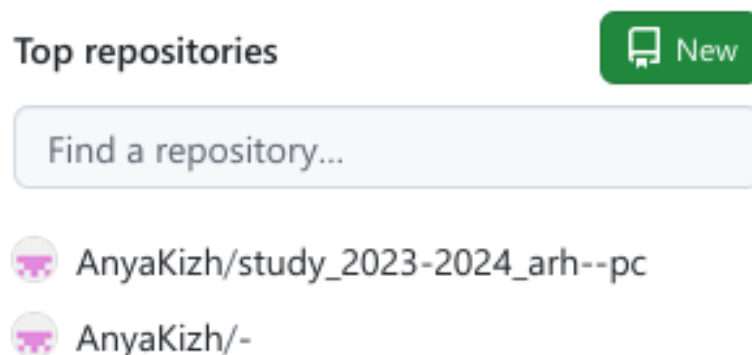 Top repositories
New
Find a repository...
AnyaKizh/study_2023-2024_arh--pc
AnyaKizh/-